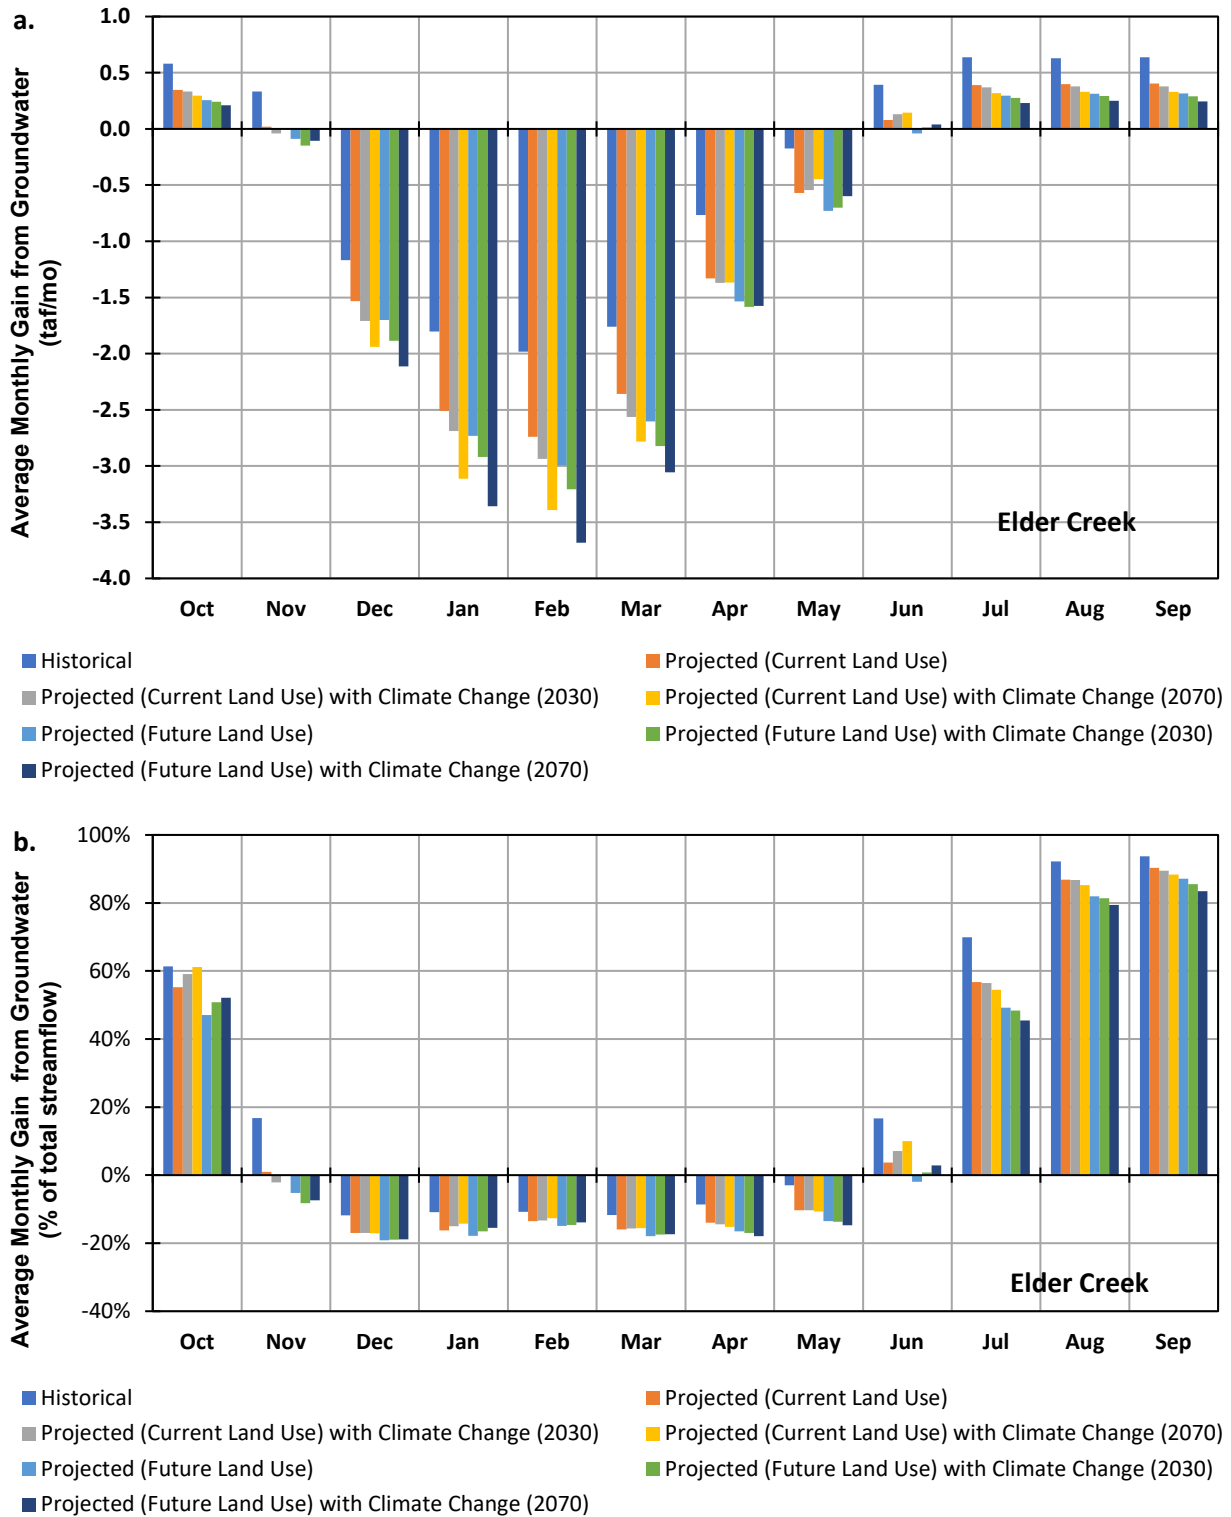 a.
Average Monthly Gain from Groundwater
(taf/mo)
1.0
0.5
0.0
-0.5
-1.0
-1.5
-2.0
-2.5
-3.0
-3.5
-4.0
Elder Creek
Oct Nov Dec Jan Feb Mar Apr May Jun Jul Aug Sep
Historical
Projected (Current Land Use)
Projected (Current Land Use) with Climate Change (2030)
Projected (Current Land Use) with Climate Change (2070)
Projected (Future Land Use)
Projected (Future Land Use) with Climate Change (2030)
Projected (Future Land Use) with Climate Change (2070)
b.
Average Monthly Gain from Groundwater
(% of total streamflow)
100%
80%
60%
40%
20%
0%
-20%
-40%
Elder Creek
Oct Nov Dec Jan Feb Mar Apr May Jun Jul Aug Sep
Historical
Projected (Current Land Use)
Projected (Current Land Use) with Climate Change (2030)
Projected (Current Land Use) with Climate Change (2070)
Projected (Future Land Use)
Projected (Future Land Use) with Climate Change (2030)
Projected (Future Land Use) with Climate Change (2070)